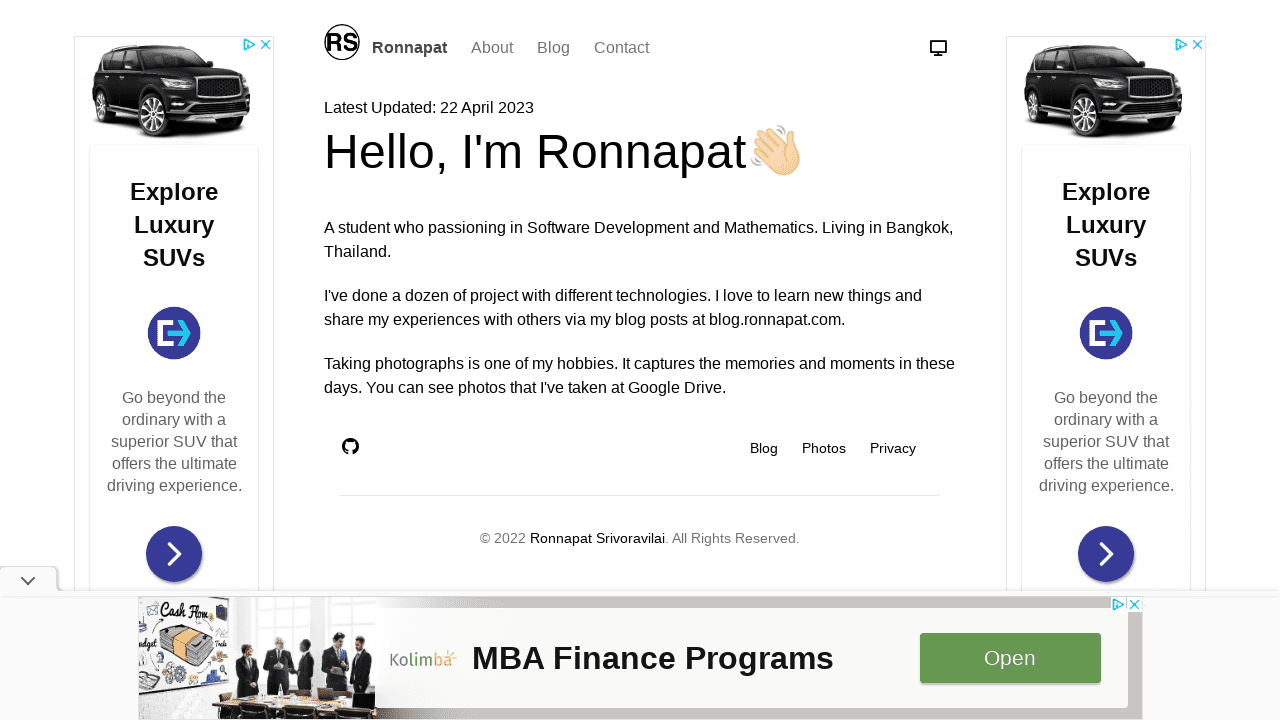 RS Ronnapat About Blog Contact
Latest Updated: 22 April 2023
Hello, I'm Ronnapat
A student who passioning in Software Development and Mathematics. Living in Bangkok,
Thailand.
I've done a dozen of project with different technologies. I love to learn new things and
share my experiences with others via my blog posts at blog.ronnapat.com.
Taking photographs is one of my hobbies. It captures the memories and moments in these
days. You can see photos that I've taken at Google Drive.
Blog Photos Privacy
© 2022 Ronnapat Srivoravilai. All Rights Reserved.
Explore
Luxury
SUVs
Go beyond the
ordinary with a
superior SUV that
offers the ultimate
driving experience.
Explore
Luxury
SUVs
Go beyond the
ordinary with a
superior SUV that
offers the ultimate
driving experience.
Cash Flow
Kolimba
MBA Finance Programs
Open